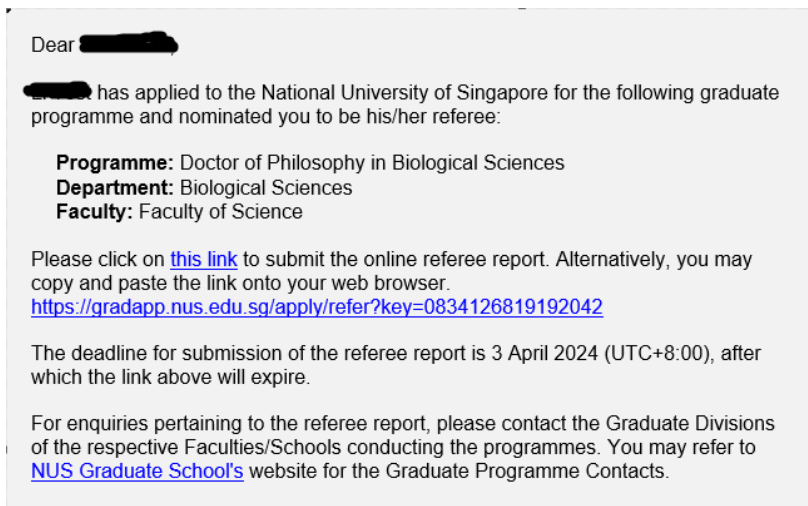 Dear
has applied to the National University of Singapore for the following graduate
programme and nominated you to be his/her referee:
Programme: Doctor of Philosophy in Biological Sciences
Department: Biological Sciences
Faculty: Faculty of Science
Please click on this link to submit the online referee report. Alternatively, you may
copy and paste the link onto your web browser.
https://gradapp.nus.edu.sg/apply/refer?key=0834126819192042
The deadline for submission of the referee report is 3 April 2024 (UTC+8:00), after
which the link above will expire.
For enquiries pertaining to the referee report, please contact the Graduate Divisions
of the respective Faculties/Schools conducting the programmes. You may refer to
NUS Graduate School's website for the Graduate Programme Contacts.